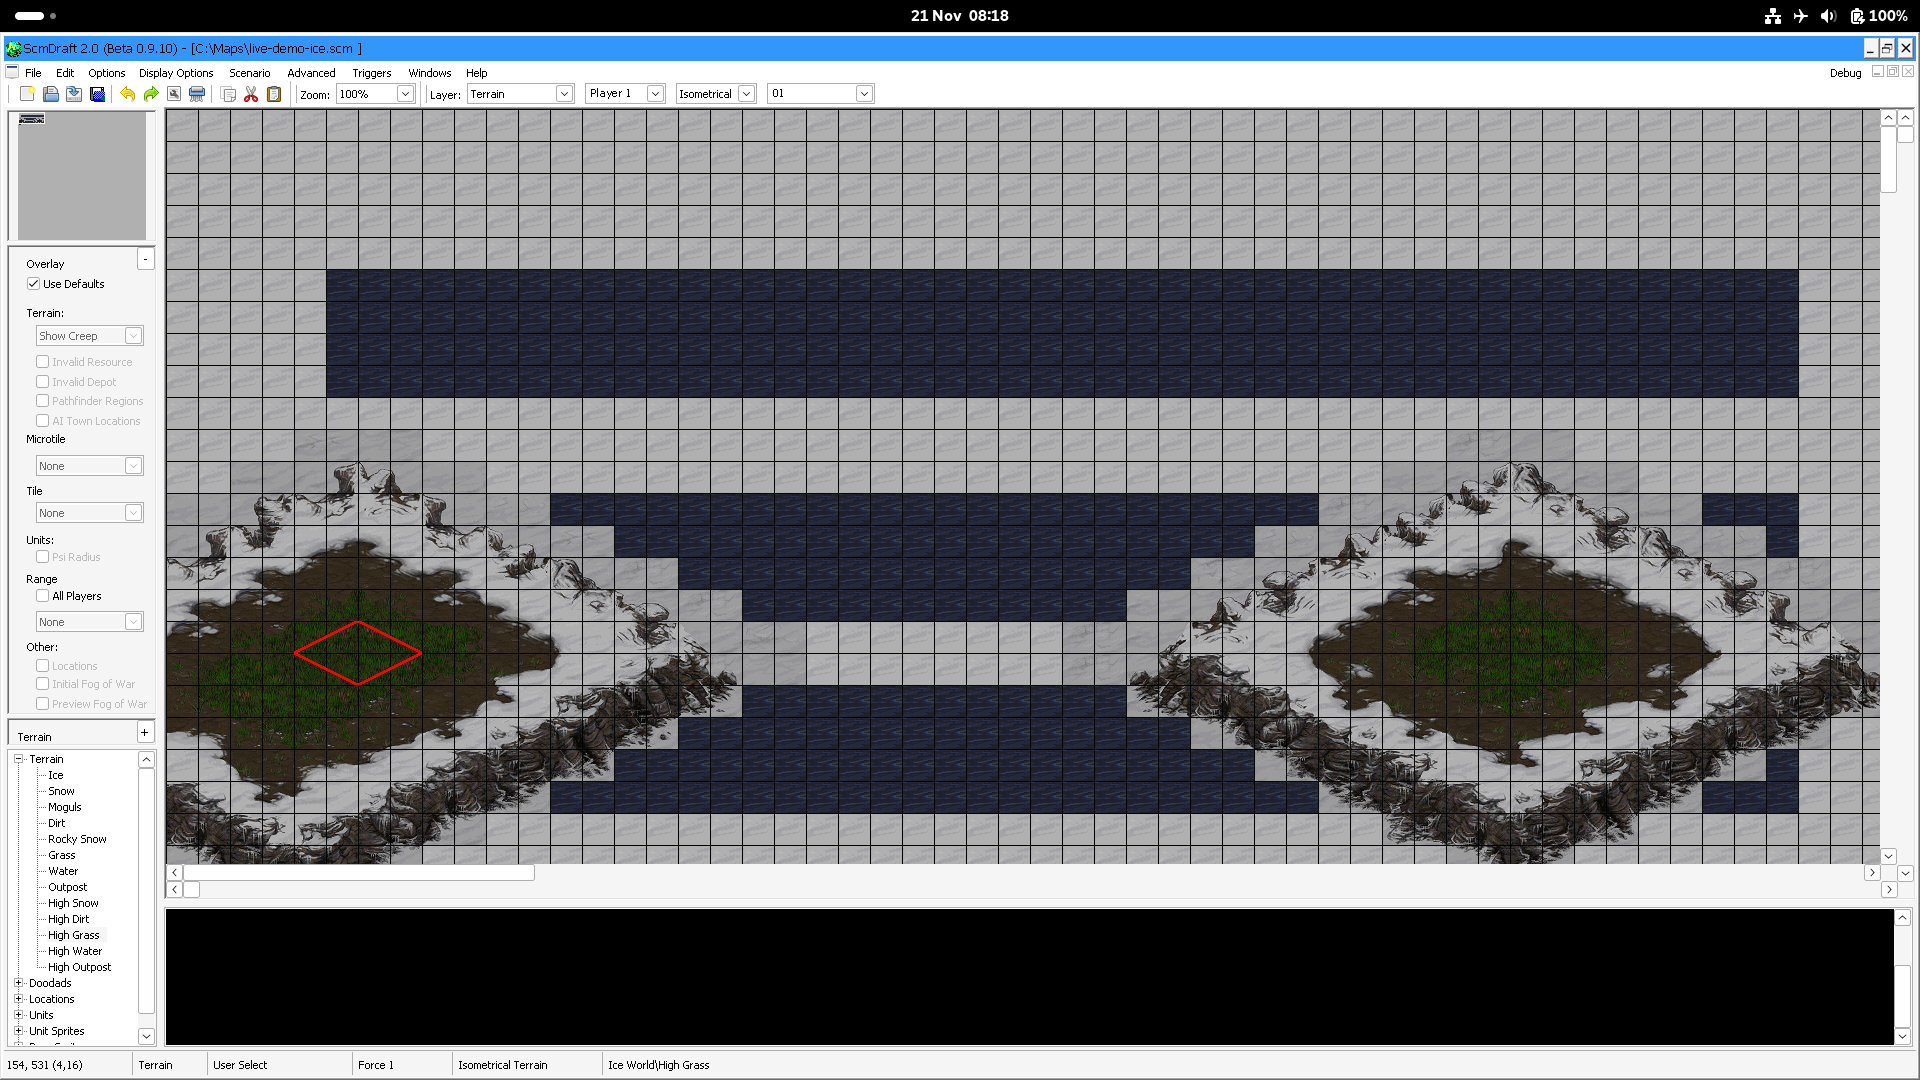 21 Nov 08:18
100%
ScmDraft 2.0 (Beta 0.9.10) - [C:\Maps\live-demo-ice.scm ]
File Edit Options Display Options Scenario Advanced Triggers Windows Help Debug
Zoom: 100% Layer: Terrain Player 1 Isometrical 01
Overlay
-
Use Defaults
Terrain:
Show Creep
Invalid Resource
Invalid Depot
Pathfinder Regions
AI Town Locations
Microtile
None
Tile
None
Units:
Psi Radius
Range
All Players
None
Other:
Locations
Initial Fog of War
Preview Fog of War
Terrain
+
Terrain
Ice
Snow
Moguls
Dirt
Rocky Snow
Grass
Water
Outpost
High Snow
High Dirt
High Grass
High Water
High Outpost
Doodads
Locations
Units
Unit Sprites
154, 531 (4,16) Terrain User Select Force 1 Isometrical Terrain Ice World\High Grass